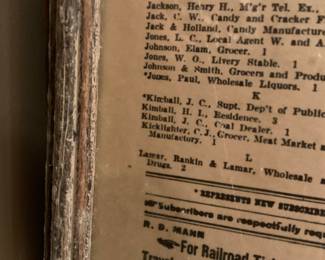 Jackson, Henry H., M'g'r Tel. Ex.,
Jack, C. W., Candy and Cracker F
Jack & Holland, Candy Manufacture
Jones, L. C., Local Agent W. and A
Johnson, Elam, Grocer. 1
Jones, W. O., Livery Stable. 1
Johnson & Smith, Grocers and Produ
*Jones, Paul, Wholesale Liquors. 1
K
*Kimball, J. C., Supt. Dep't of Public
Kimball, H. I., Residence. 3
Kimball, J. C., Coal Dealer. 1
Kicklighter, C. J., Grocer, Meat Market a
Manufactory. 1
L
Lamar, Rankin & Lamar, Wholesale a
Drugs. 2
* REPRESENTS NEW SUBSCRIBE
Subscribers are respectfully reque
R. D. MANN
For Railroad Ti